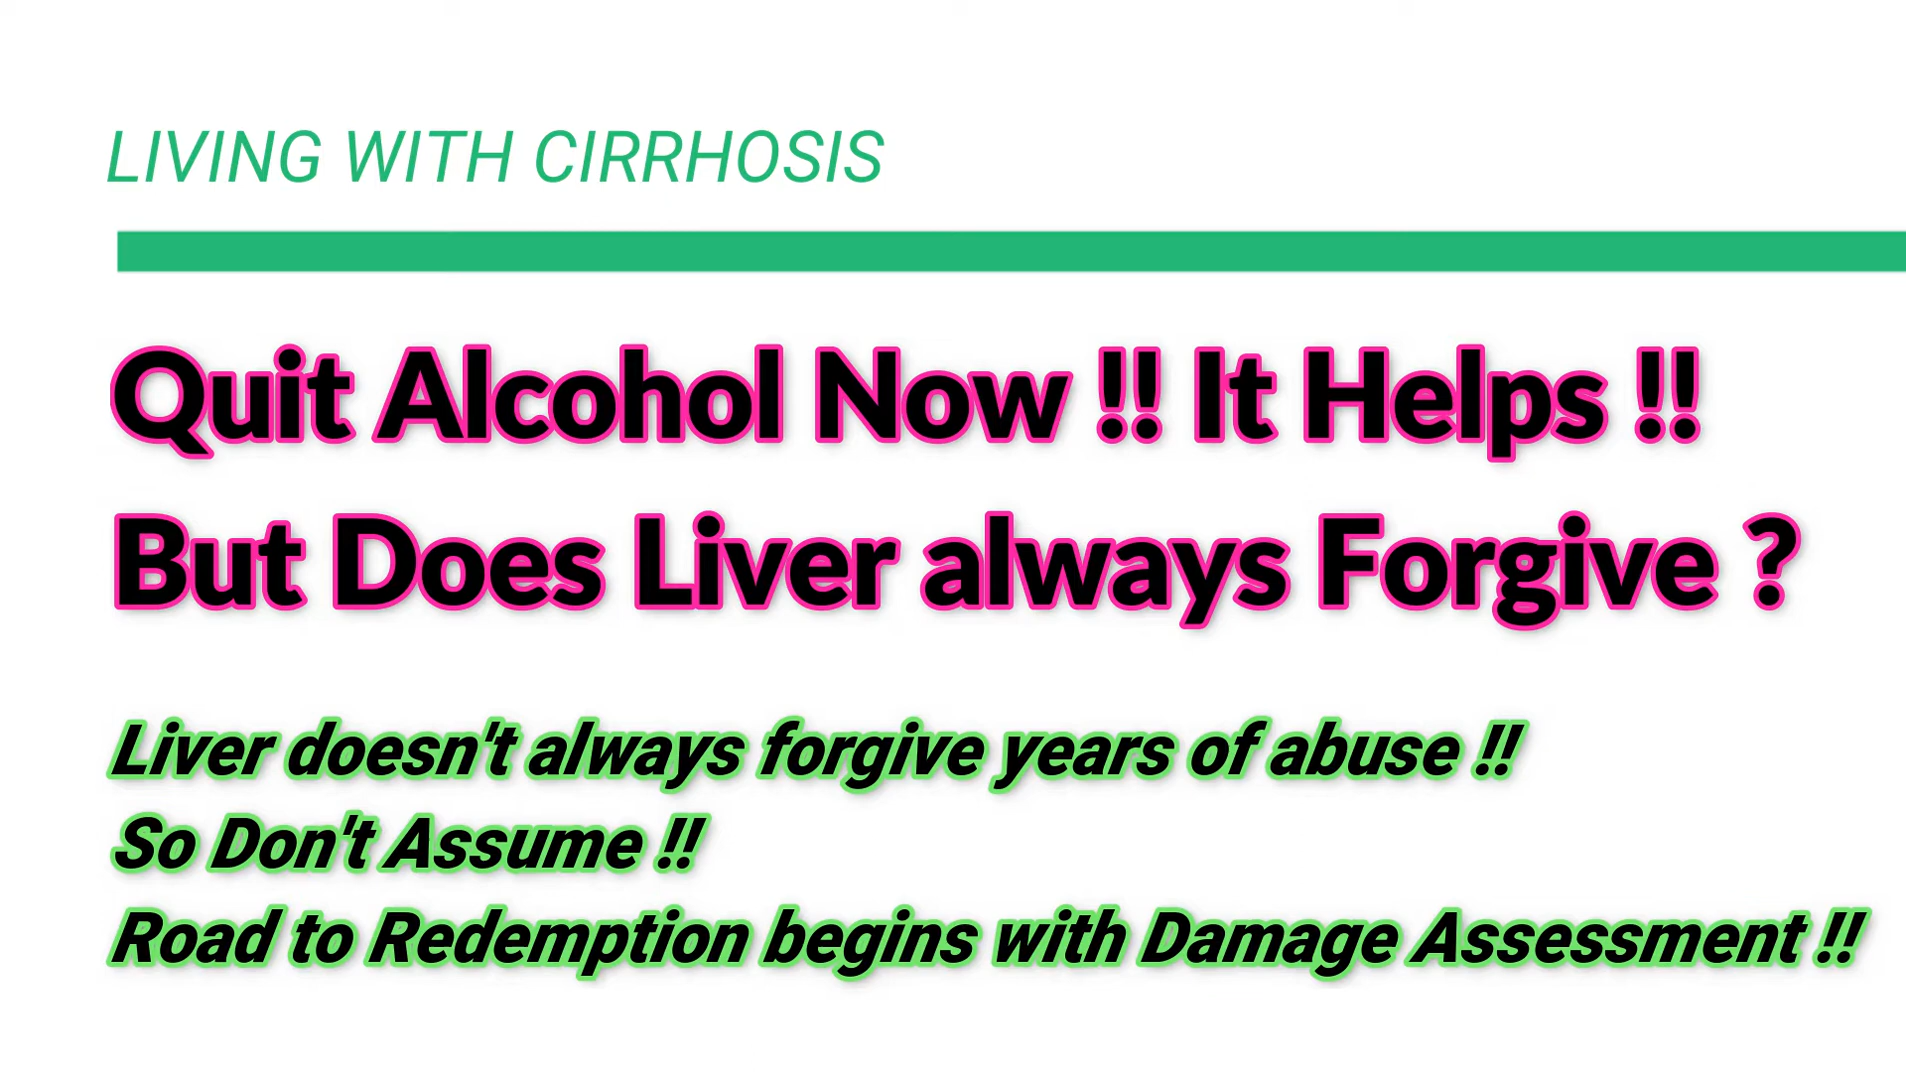 LIVING WITH CIRRHOSIS
Quit Alcohol Now !! It Helps !!
But Does Liver always Forgive ?
Liver doesn't always forgive years of abuse !!
So Don't Assume !!
Road to Redemption begins with Damage Assessment !!